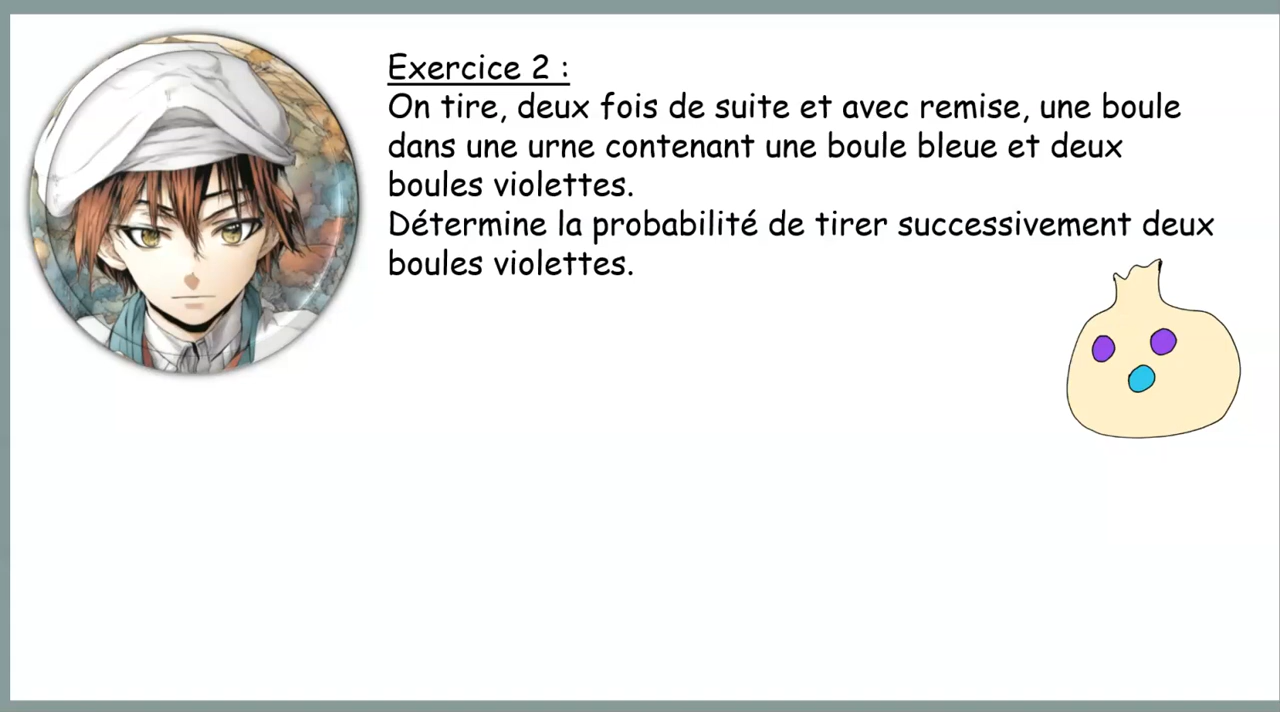 Exercice 2 :
On tire, deux fois de suite et avec remise, une boule
dans une urne contenant une boule bleue et deux
boules violettes.
Détermine la probabilité de tirer successivement deux
boules violettes.